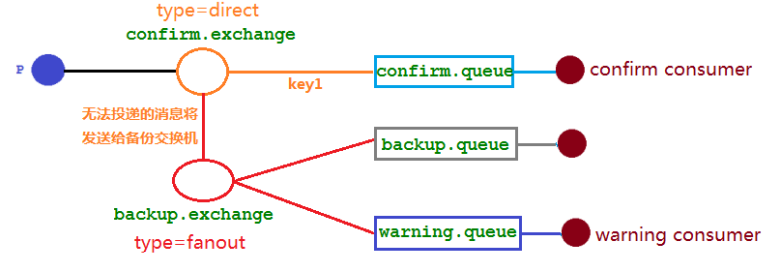 type=direct
confirm.exchange
P
key1
confirm.queue
confirm consumer
无法投递的消息将
发送给备份交换机
backup.queue
backup.exchange
type=fanout
warning.queue
warning consumer